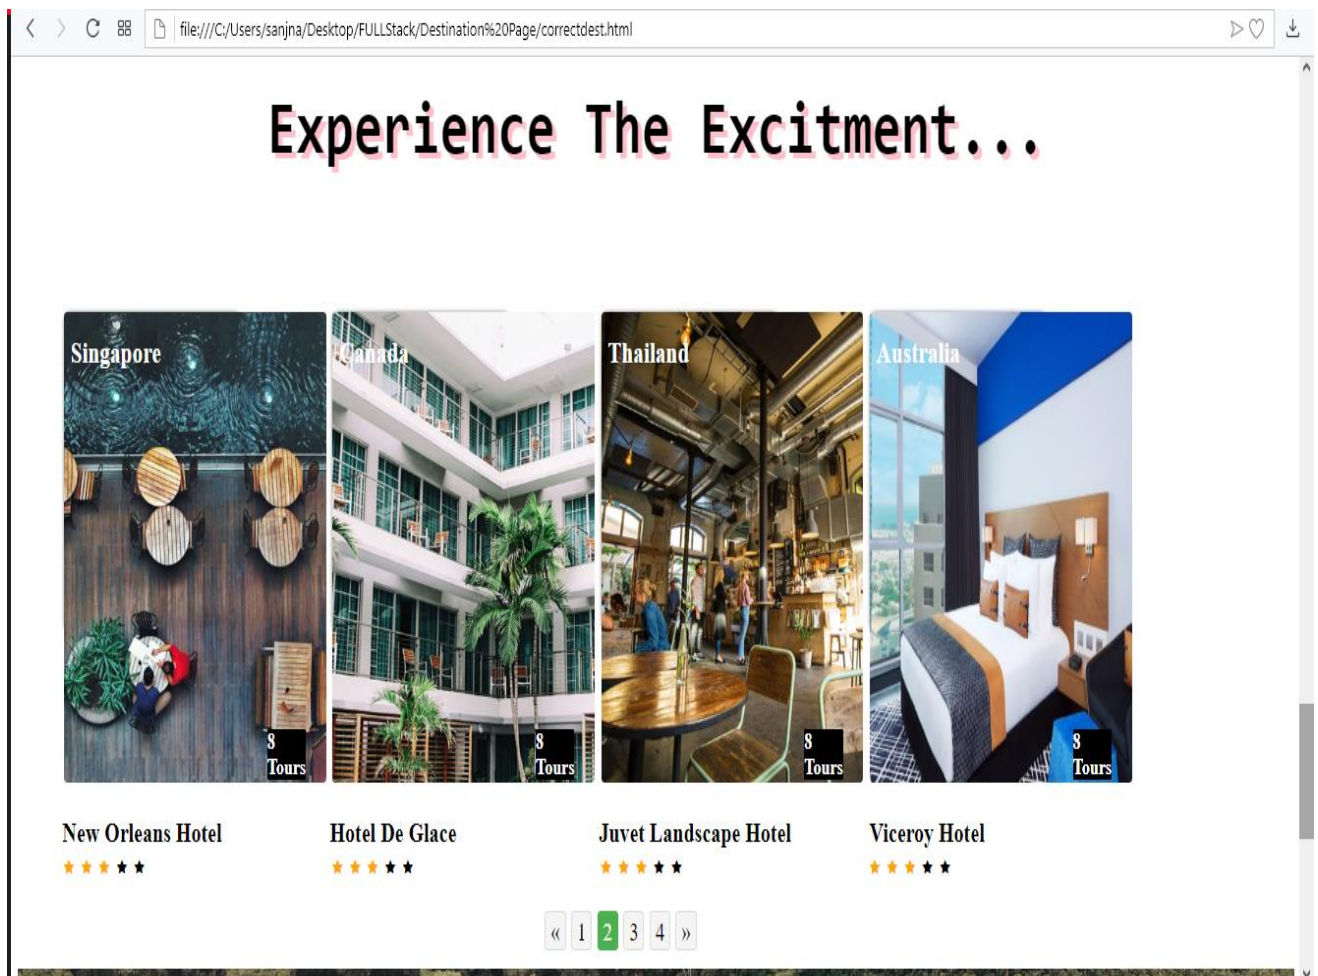 file:///C:/Users/sanjna/Desktop/FULLStack/Destination%20Page/correctdest.html
Experience The Excitment...
Singapore
Canada
Thailand
Australia
8
Tours
8
Tours
8
Tours
8
Tours
New Orleans Hotel
Hotel De Glace
Juvet Landscape Hotel
Viceroy Hotel
« 1 2 3 4 »